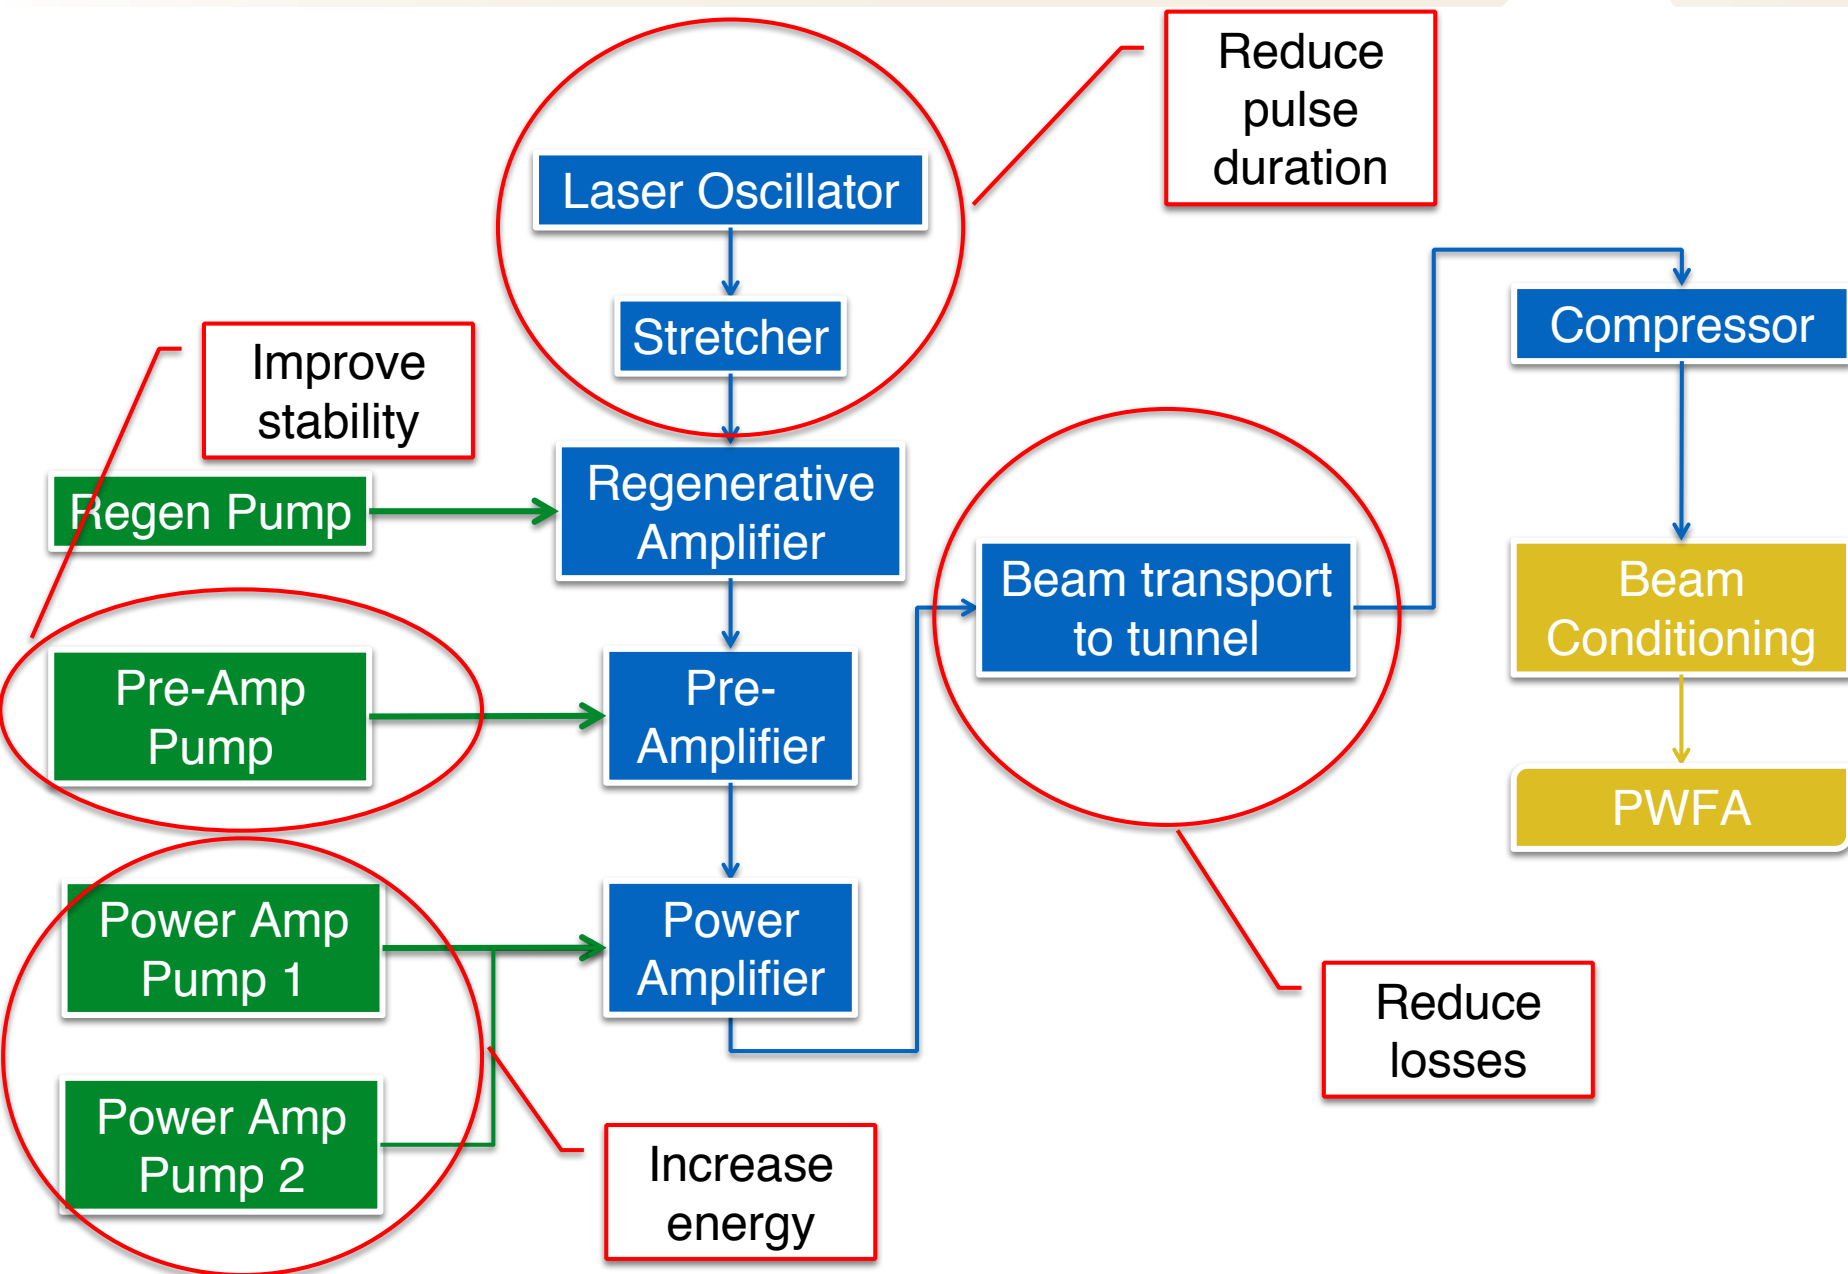 Reduce
pulse
duration
Laser Oscillator
Stretcher
Compressor
Improve
stability
Regen Pump
Regenerative
Amplifier
Beam transport
to tunnel
Beam
Conditioning
Pre-Amp
Pump
Pre-
Amplifier
PWFA
Power Amp
Pump 1
Power
Amplifier
Reduce
losses
Power Amp
Pump 2
Increase
energy